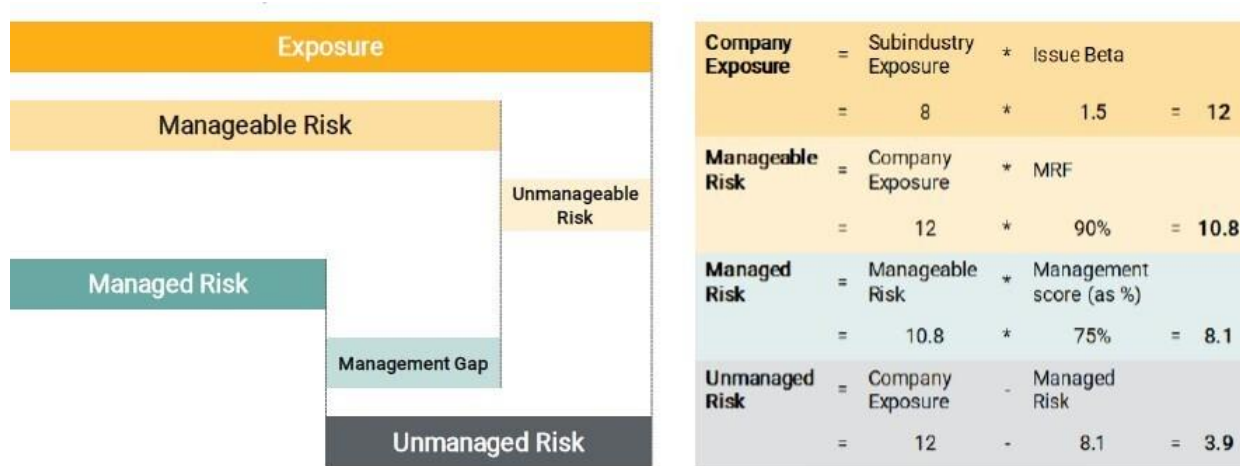 Exposure
Manageable Risk
Unmanageable
Risk
Managed Risk
Management Gap
Unmanaged Risk
Company Exposure = Subindustry Exposure * Issue Beta
= 8 * 1.5 = 12
Manageable Risk = Company Exposure * MRF
= 12 * 90% = 10.8
Managed Risk = Manageable Risk * Management score (as %)
= 10.8 * 75% = 8.1
Unmanaged Risk = Company Exposure - Managed Risk
= 12 - 8.1 = 3.9